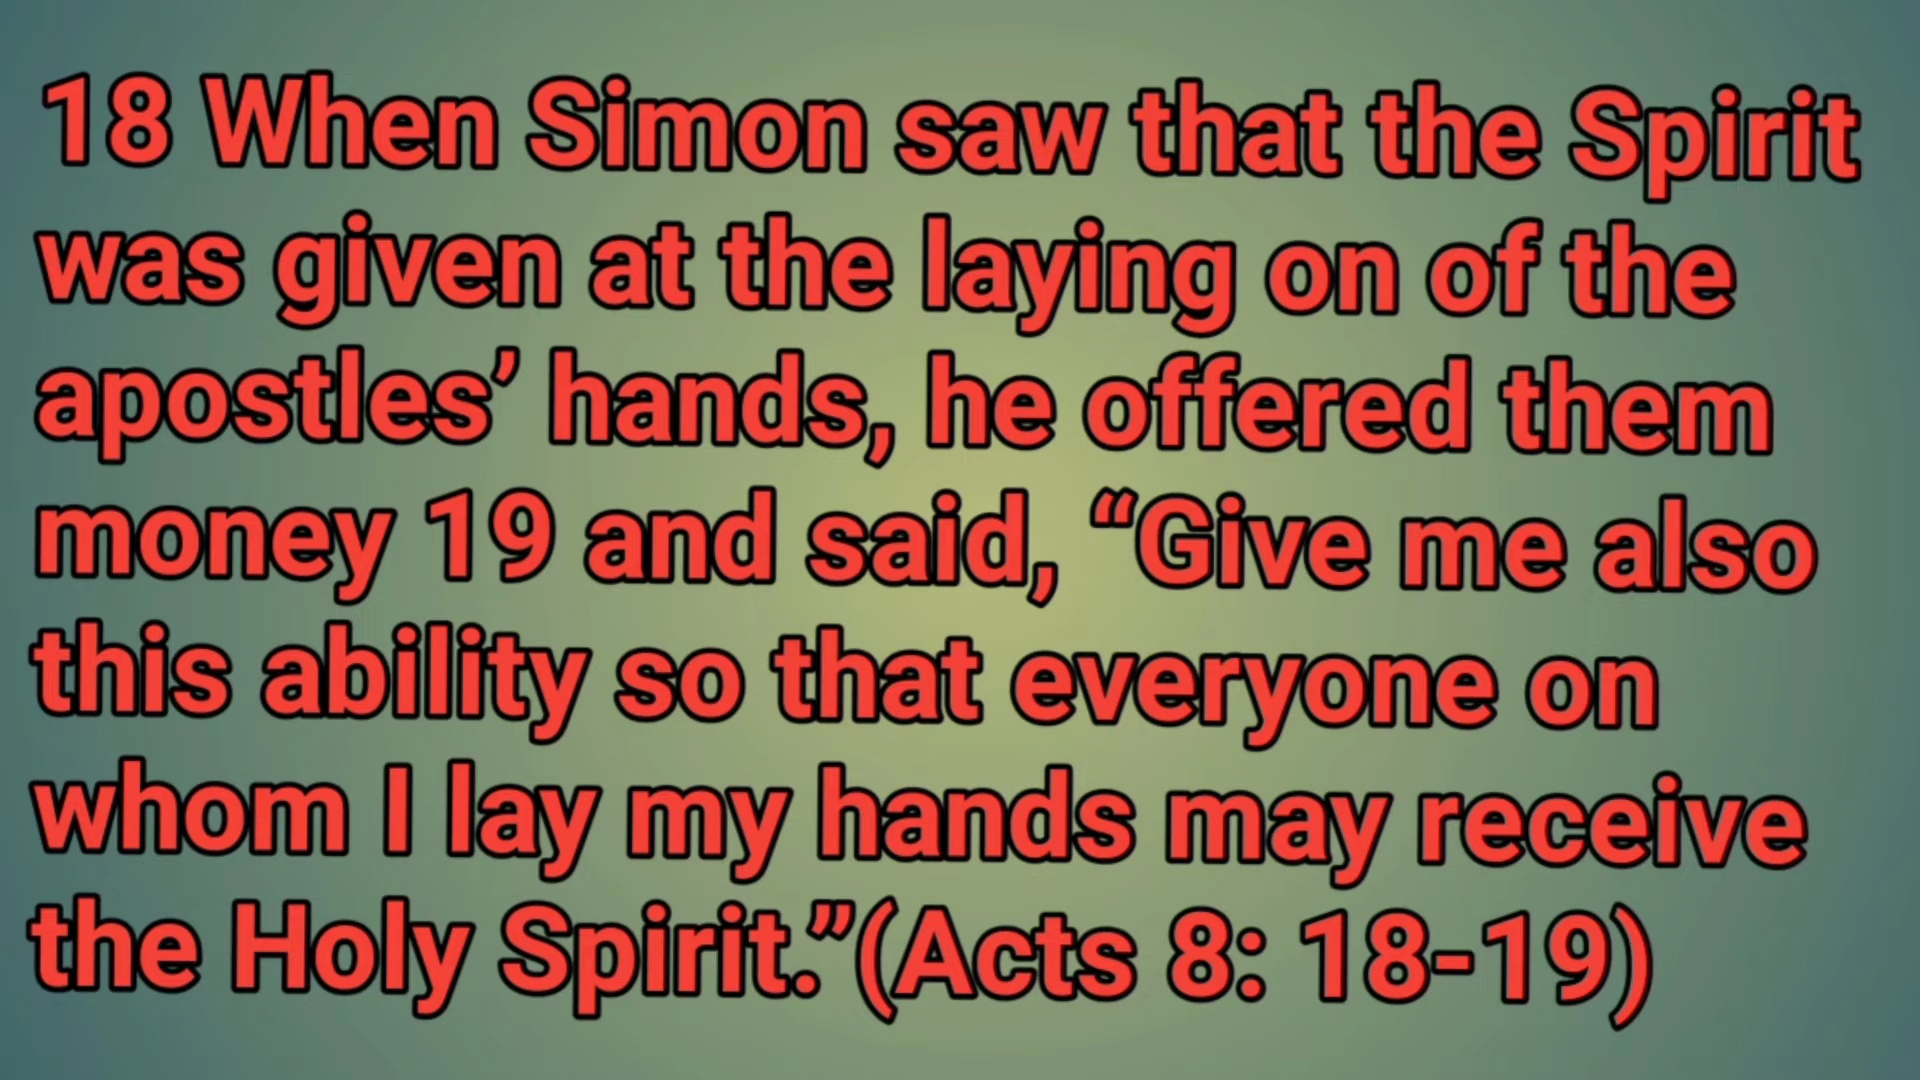 18 When Simon saw that the Spirit
was given at the laying on of the
apostles’ hands, he offered them
money 19 and said, “Give me also
this ability so that everyone on
whom I lay my hands may receive
the Holy Spirit.”(Acts 8: 18-19)